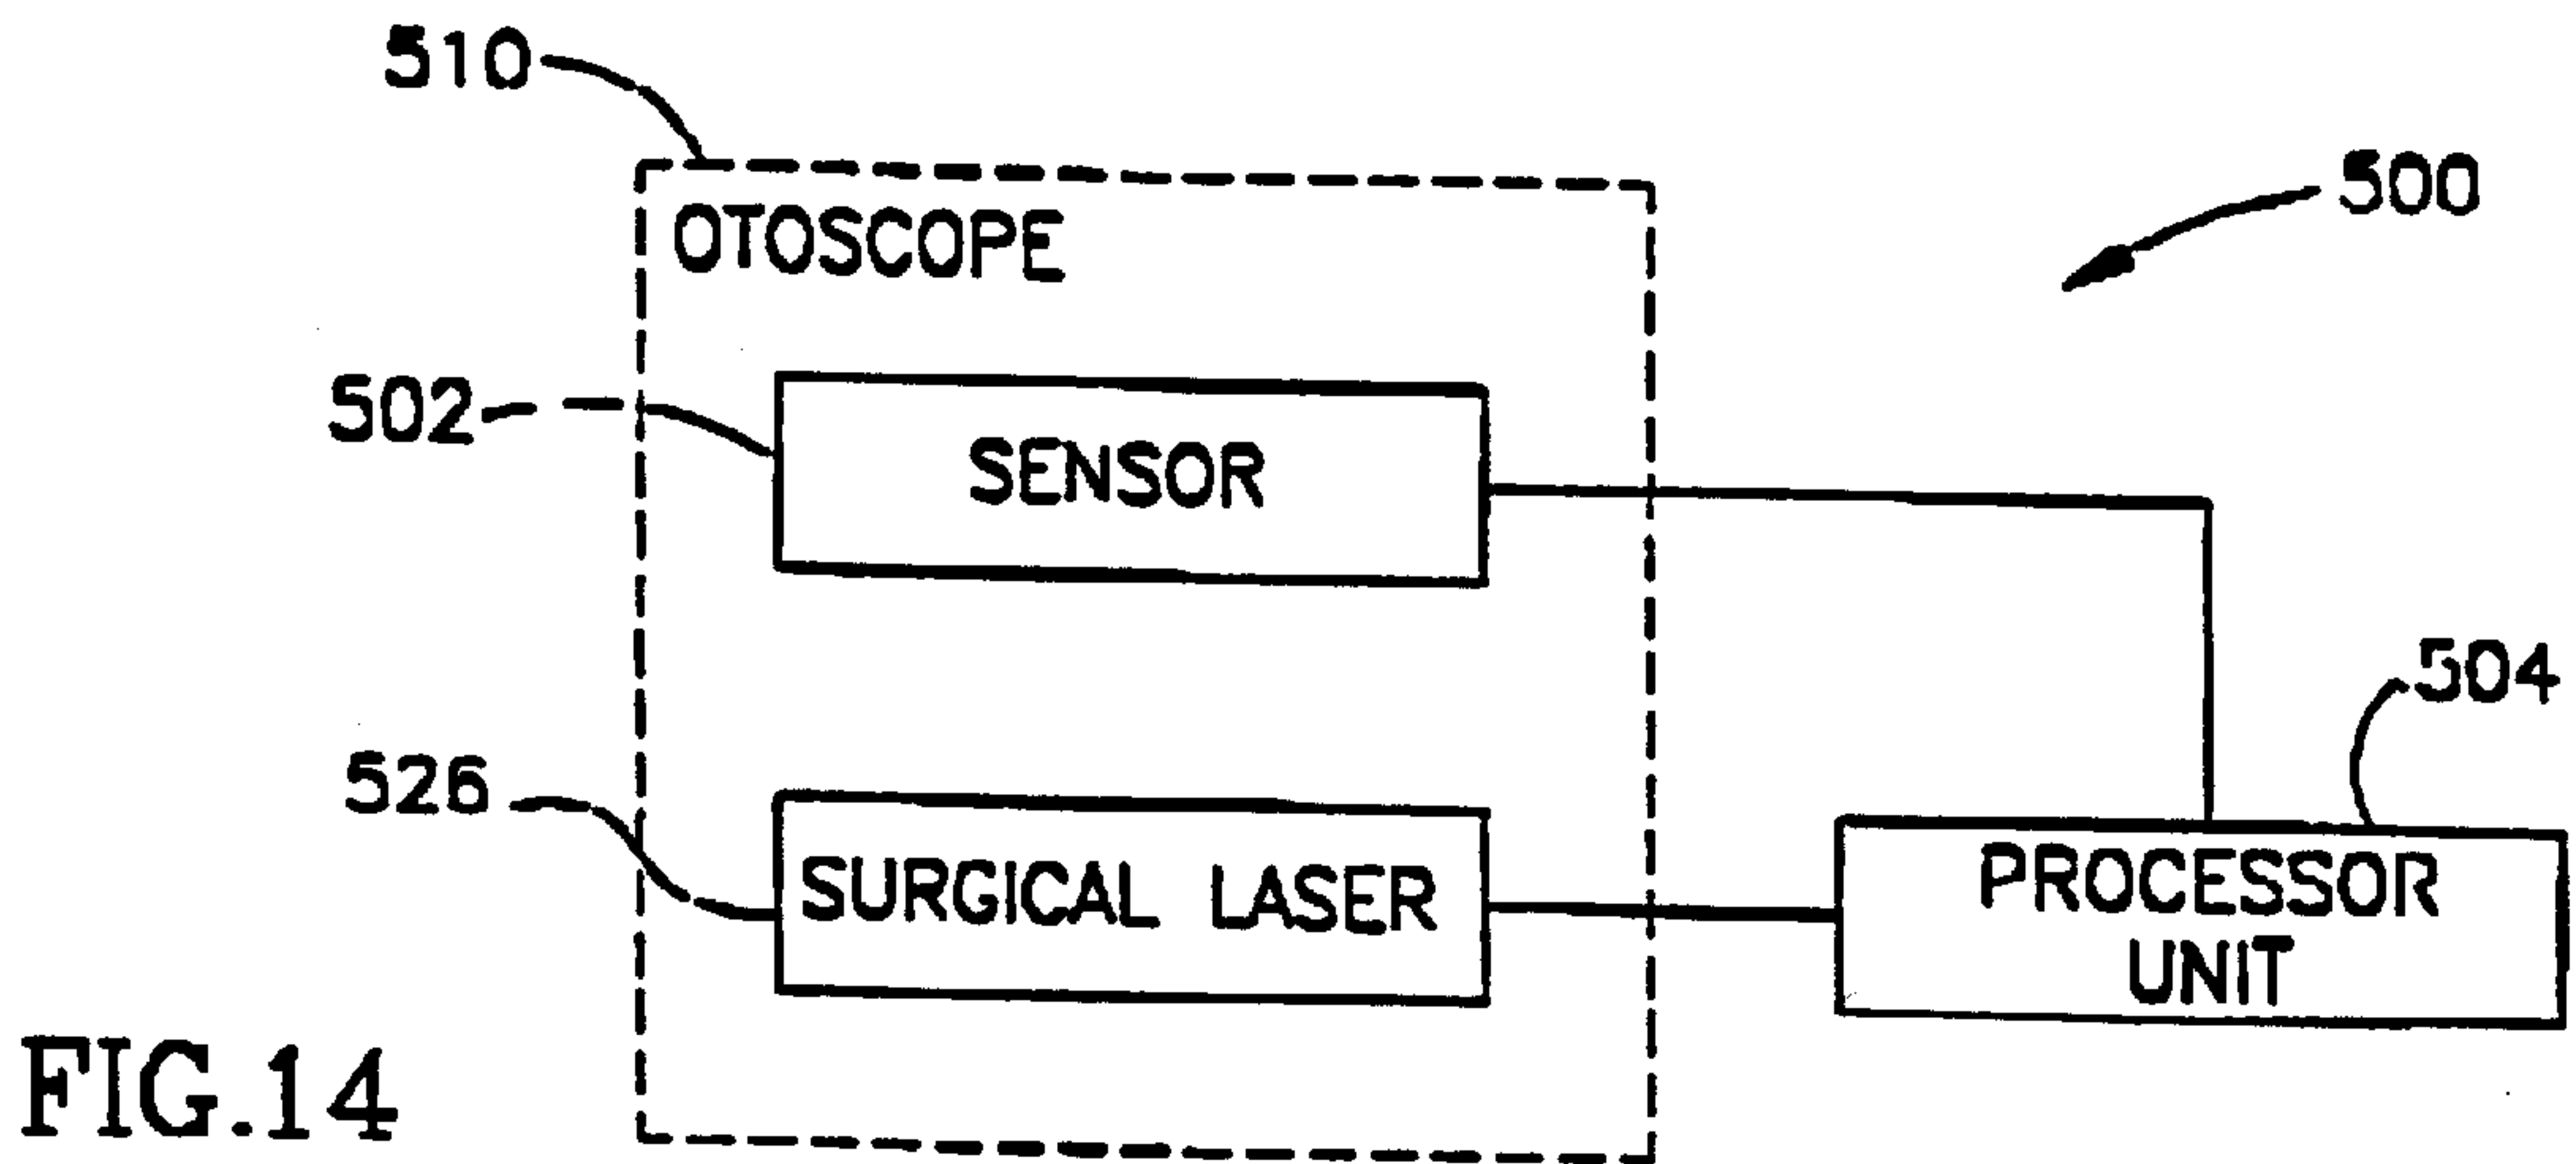 510
500
OTOSCOPE
502
SENSOR
504
526
SURGICAL LASER
PROCESSOR
UNIT
FIG.14